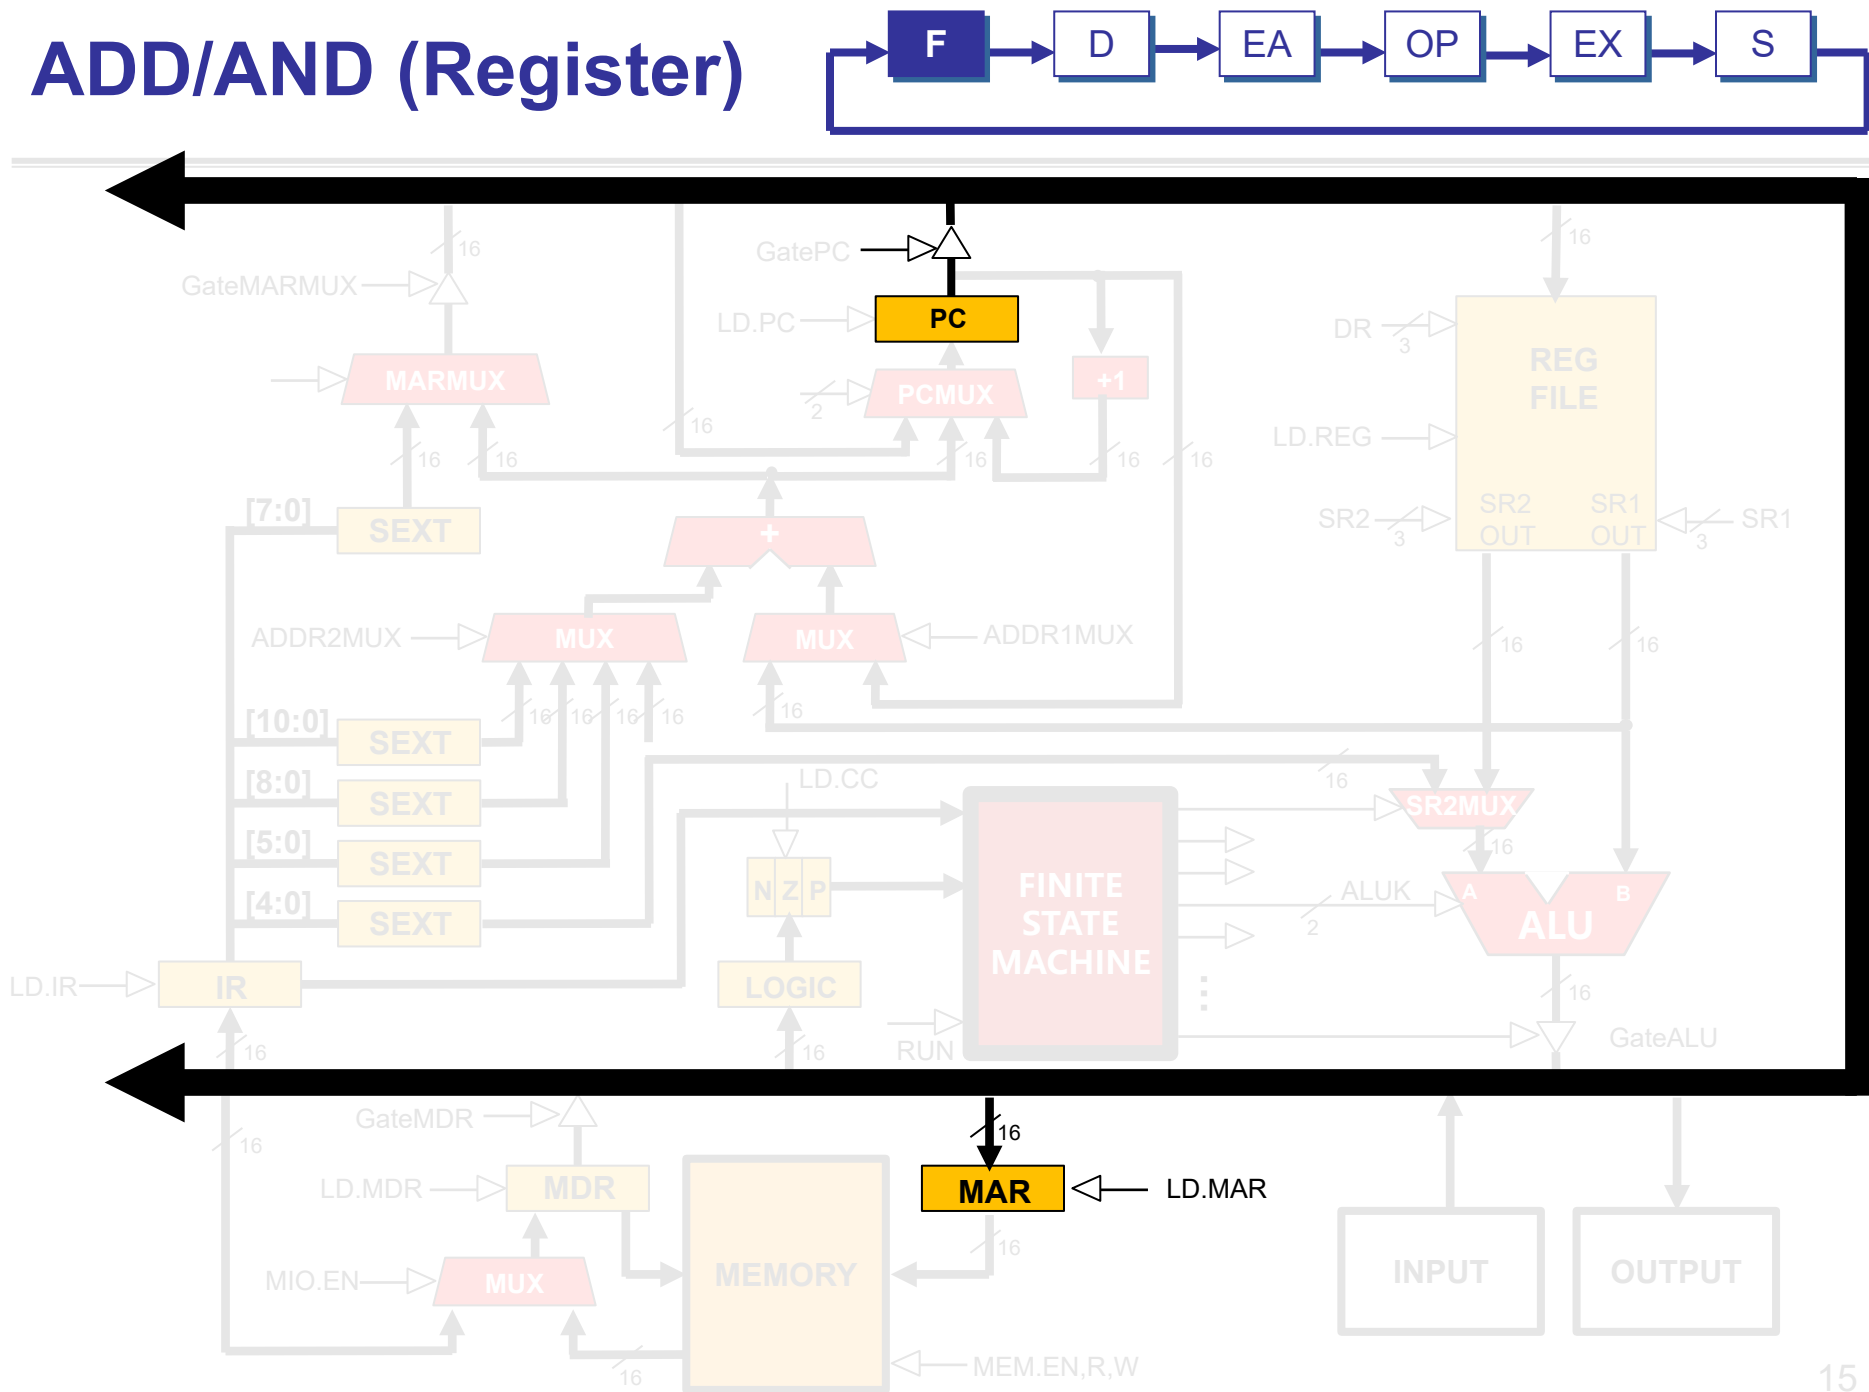 ADD/AND (Register)
F D EA OP EX S
16
16
GatePC
GateMARMUX
LD.PC
PC
DR
3
REG
FILE
MARMUX
2
PCMUX
+1
16
LD.REG
16
16
16
16
16
[7:0]
SEXT
+
SR2
3
SR2
OUT
SR1
OUT
3
SR1
ADDR2MUX
MUX
MUX
ADDR1MUX
16
16
[10:0]
SEXT
16
16
16
16
16
[8:0]
SEXT
LD.CC
16
SR2MUX
[5:0]
SEXT
16
[4:0]
SEXT
N Z P
FINITE
STATE
MACHINE
2
ALUK
A
B
ALU
LD.IR
IR
LOGIC
⋮
16
16
16
RUN
GateALU
GateMDR
16
16
LD.MDR
MDR
MAR
LD.MAR
16
MIO.EN
MUX
MEMORY
INPUT
OUTPUT
16
MEM.EN,R,W
15